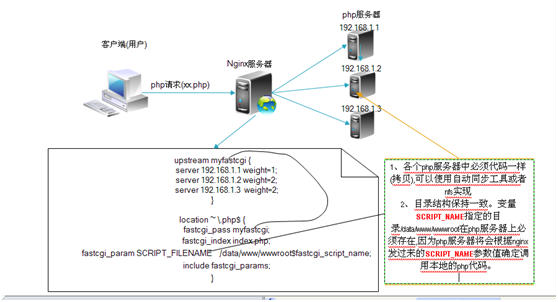 php服务器
192.168.1.1
客户端(用户)
Nginx服务器
php请求(xx.php)
192.168.1.2
192.168.1.3
upstream myfastcgi {
server 192.168.1.1 weight=1;
server 192.168.1.2 weight=2;
server 192.168.1.3 weight=2;
}
location ~ \.php$ {
fastcgi_pass myfastcgi;
fastcgi_index index.php;
fastcgi_param SCRIPT_FILENAME /data/www/wwwroot$fastcgi_script_name;
include fastcgi_params;
}
1、各个php服务器中必须代码一样
(拷贝),可以使用自动同步工具或者
nfs实现
2、目录结构保持一致。变量
SCRIPT_NAME指定的目
录/data/www/wwwroot在php服务器上必
须存在,因为php服务器将会根据nginx
发过来的SCRIPT_NAME参数值确定调
用本地的php代码。